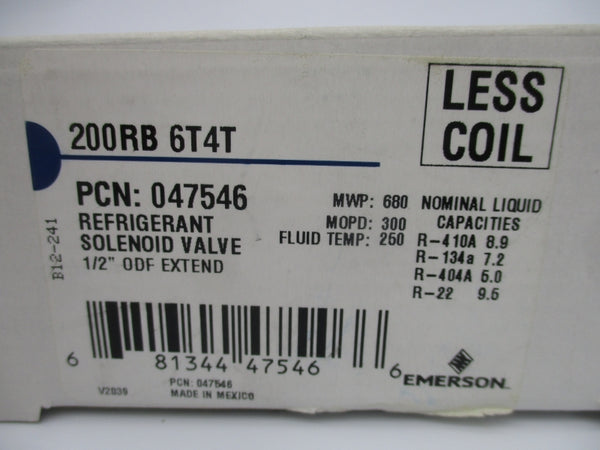 LESS
COIL
200RB 6T4T
PCN: 047546
REFRIGERANT
SOLENOID VALVE
1/2" ODF EXTEND
MWP: 680
MOPD: 300
FLUID TEMP: 250
NOMINAL LIQUID
CAPACITIES
R-410A 8.9
R-134a 7.2
R-404A 6.0
R-22 9.5
B12-241
6 81344 47546 6
V2039
PCN: 047546
MADE IN MEXICO
EMERSON